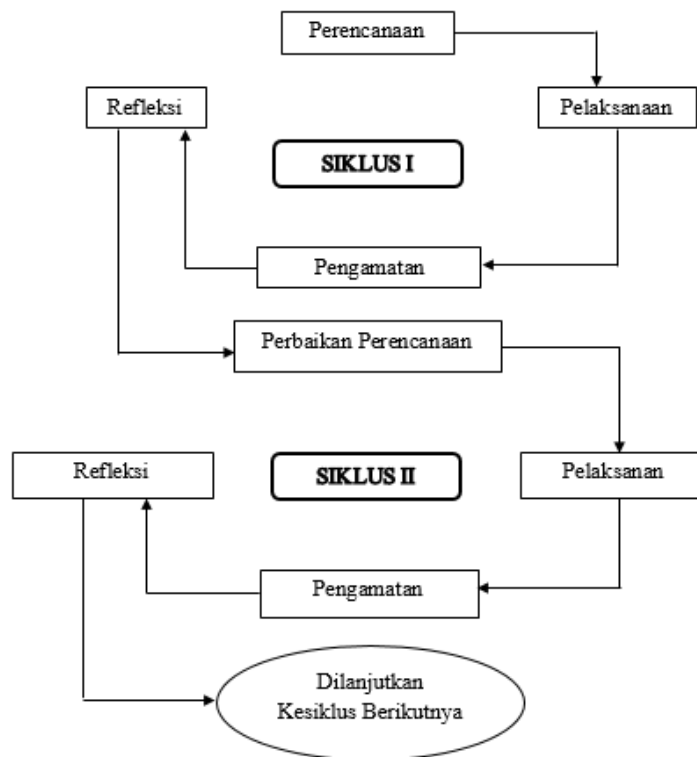 Perencanaan
Refleksi
Pelaksanaan
SIKLUS I
Pengamatan
Perbaikan Perencanaan
Refleksi
SIKLUS II
Pelaksanan
Pengamatan
Dilanjutkan
Kesiklus Berikutnya